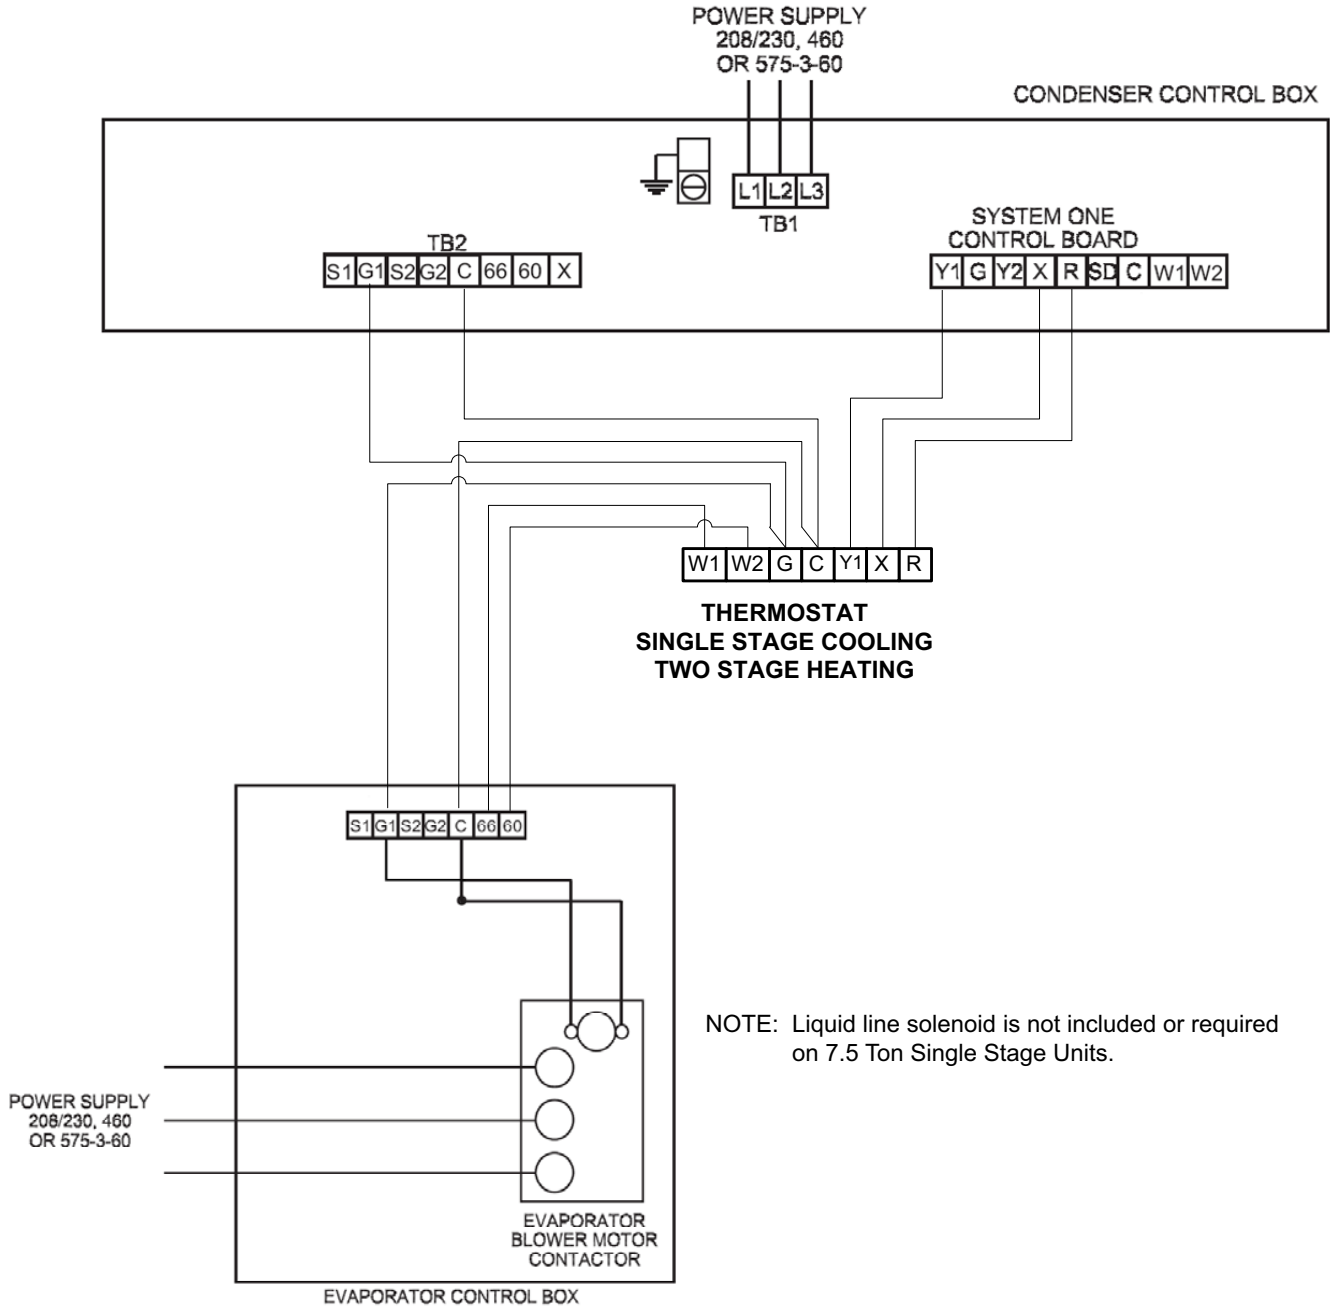 POWER SUPPLY
208/230, 460
OR 575-3-60
CONDENSER CONTROL BOX
L1 L2 L3
TB1
SYSTEM ONE
CONTROL BOARD
TB2
S1 G1 S2 G2 C 66 60 X
Y1 G Y2 X R SD C W1 W2
W1 W2 G C Y1 X R
THERMOSTAT
SINGLE STAGE COOLING
TWO STAGE HEATING
S1 G1 S2 G2 C 66 60
NOTE: Liquid line solenoid is not included or required
on 7.5 Ton Single Stage Units.
POWER SUPPLY
208/230, 460
OR 575-3-60
EVAPORATOR
BLOWER MOTOR
CONTACTOR
EVAPORATOR CONTROL BOX